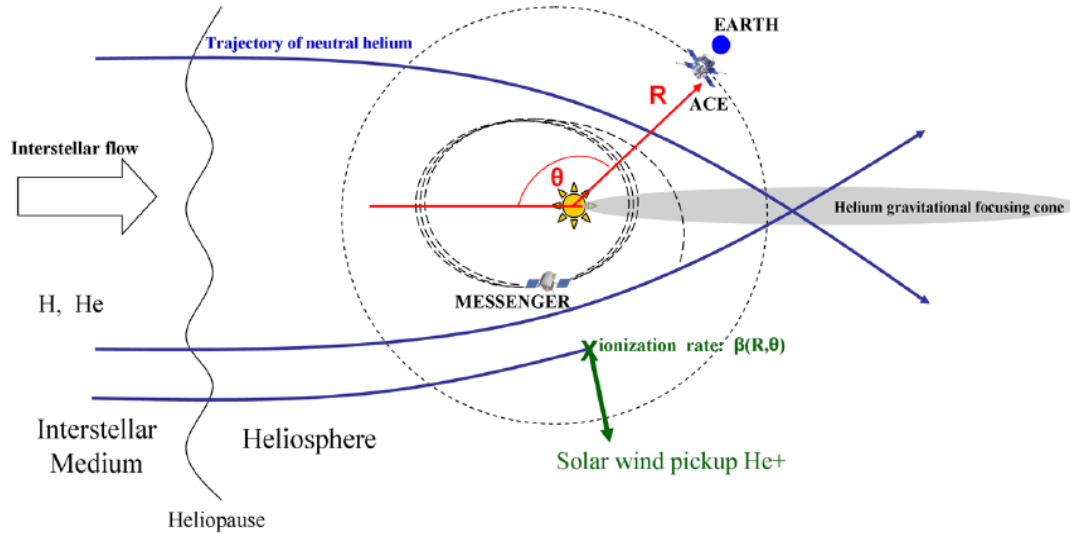 EARTH
Trajectory of neutral helium
R
ACE
Interstellar flow
θ
Helium gravitational focusing cone
MESSENGER
H, He
X ionization rate: β(R,θ)
Interstellar
Medium
Heliosphere
Solar wind pickup He+
Heliopause